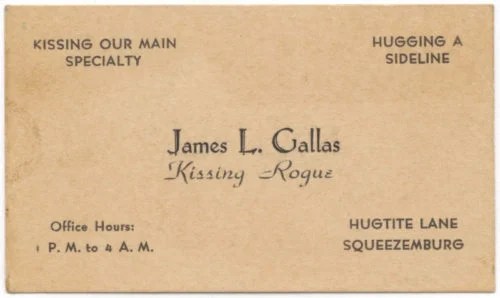 KISSING OUR MAIN
SPECIALTY
HUGGING A
SIDELINE
James L. Gallas
Kissing Rogue
Office Hours:
1 P. M. to 4 A. M.
HUGTITE LANE
SQUEEZEMBURG